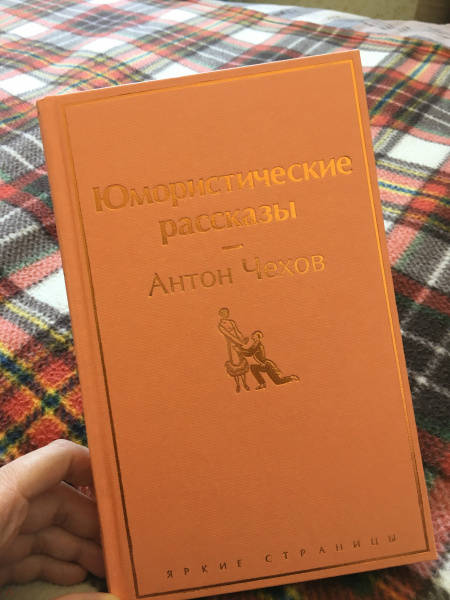 Юмористические
рассказы
Антон Чехов
ЯРКИЕ СТРАНИЦЫ